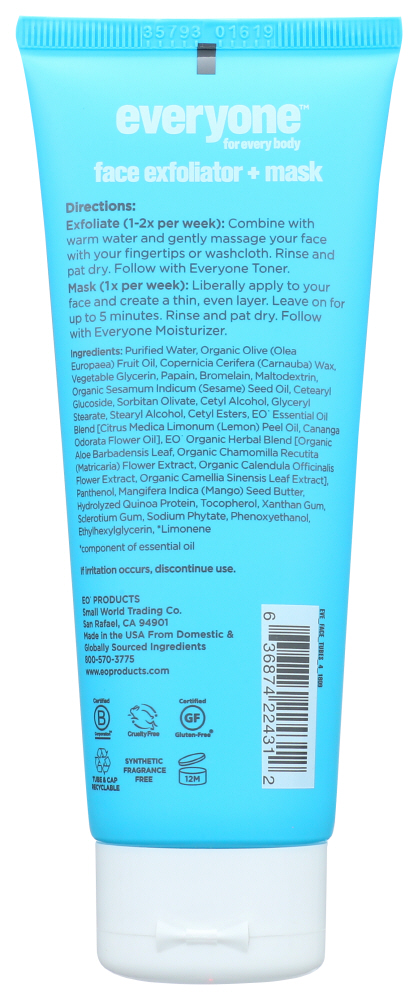 35793 01619
everyone™
for every body
face exfoliator + mask
Directions:
Exfoliate (1-2x per week): Combine with
warm water and gently massage your face
with your fingertips or washcloth. Rinse and
pat dry. Follow with Everyone Toner.
Mask (1x per week): Liberally apply to your
face and create a thin, even layer. Leave on for
up to 5 minutes. Rinse and pat dry. Follow
with Everyone Moisturizer.
Ingredients: Purified Water, Organic Olive (Olea
Europaea) Fruit Oil, Copernicia Cerifera (Carnauba) Wax,
Vegetable Glycerin, Papain, Bromelain, Maltodextrin,
Organic Sesamum Indicum (Sesame) Seed Oil, Cetearyl
Glucoside, Sorbitan Olivate, Cetyl Alcohol, Glyceryl
Stearate, Stearyl Alcohol, Cetyl Esters, EO® Essential Oil
Blend [Citrus Medica Limonum (Lemon) Peel Oil, Cananga
Odorata Flower Oil], EO® Organic Herbal Blend [Organic
Aloe Barbadensis Leaf, Organic Chamomilla Recutita
(Matricaria) Flower Extract, Organic Calendula Officinalis
Flower Extract, Organic Camellia Sinensis Leaf Extract],
Panthenol, Mangifera Indica (Mango) Seed Butter,
Hydrolyzed Quinoa Protein, Tocopherol, Xanthan Gum,
Sclerotium Gum, Sodium Phytate, Phenoxyethanol,
Ethylhexylglycerin, *Limonene
*component of essential oil
If irritation occurs, discontinue use.
EO® PRODUCTS
Small World Trading Co.
San Rafael, CA 94901
Made in the USA From Domestic &
Globally Sourced Ingredients
800-570-3775
www.eoproducts.com
EVE_FACE_TUBES_4_1800
6 36874 22431 2
Certified
B
Corporation®
Cruelty Free
Certified
GF
Gluten-Free®
TUBE & CAP
RECYCLABLE
SYNTHETIC
FRAGRANCE
FREE
12M